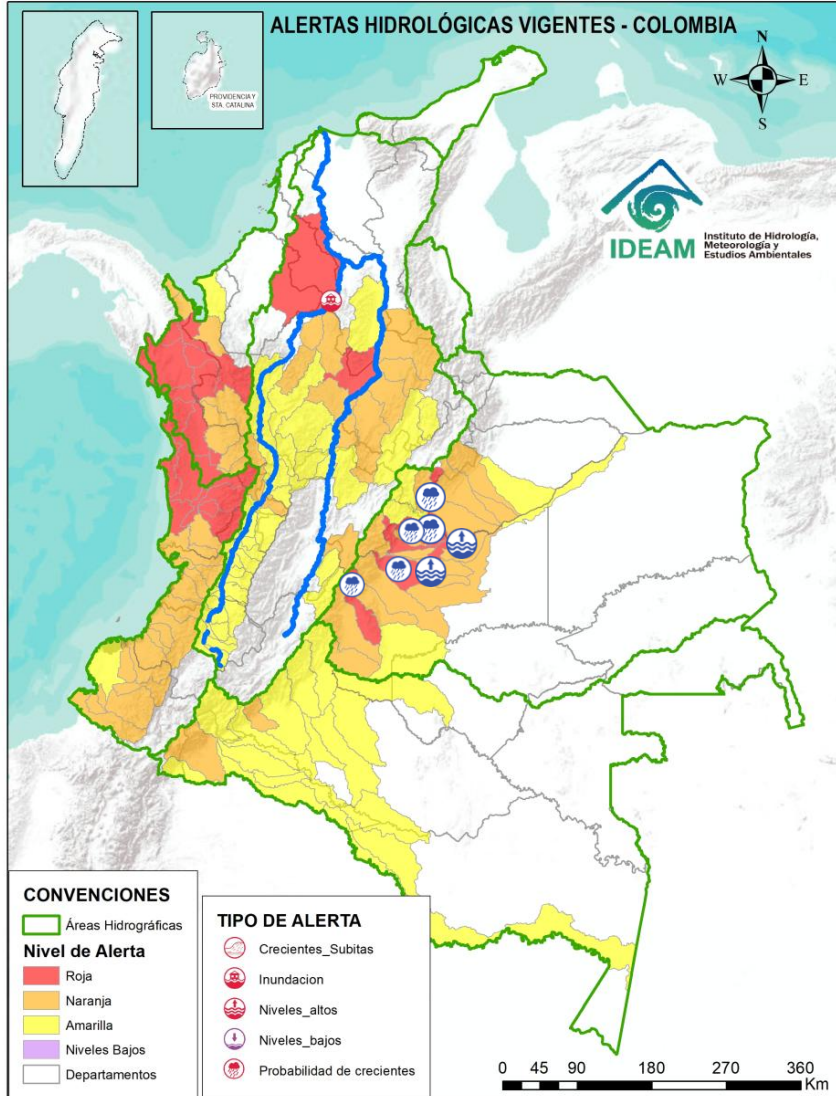 ALERTAS HIDROLÓGICAS VIGENTES - COLOMBIA
PROVIDENCIA Y
STA. CATALINA
N
W
E
S
IDEAM
Instituto de Hidrología,
Meteorología y
Estudios Ambientales
CONVENCIONES
Áreas Hidrográficas
Nivel de Alerta
Roja
Naranja
Amarilla
Niveles Bajos
Departamentos
TIPO DE ALERTA
Crecientes_Subitas
Inundacion
Niveles_altos
Niveles_bajos
Probabilidad de crecientes
0 45 90 180 270 360
Km